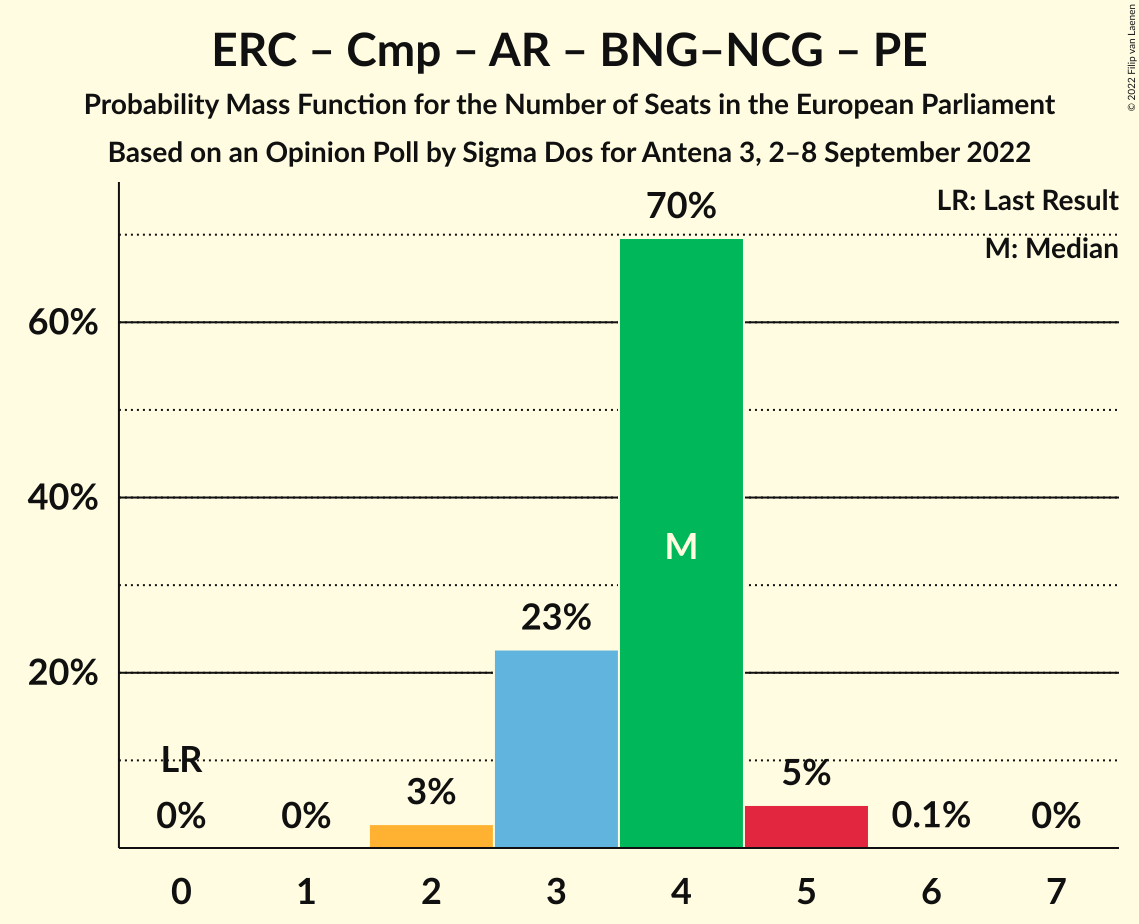 ERC – Cmp – AR – BNG–NCG – PE
Probability Mass Function for the Number of Seats in the European Parliament
Based on an Opinion Poll by Sigma Dos for Antena 3, 2–8 September 2022
© 2022 Filip van Laenen
LR: Last Result
M: Median
70%
60%
40%
M
23%
20%
LR
3%
5%
0%
0%
0.1%
0%
0 1 2 3 4 5 6 7